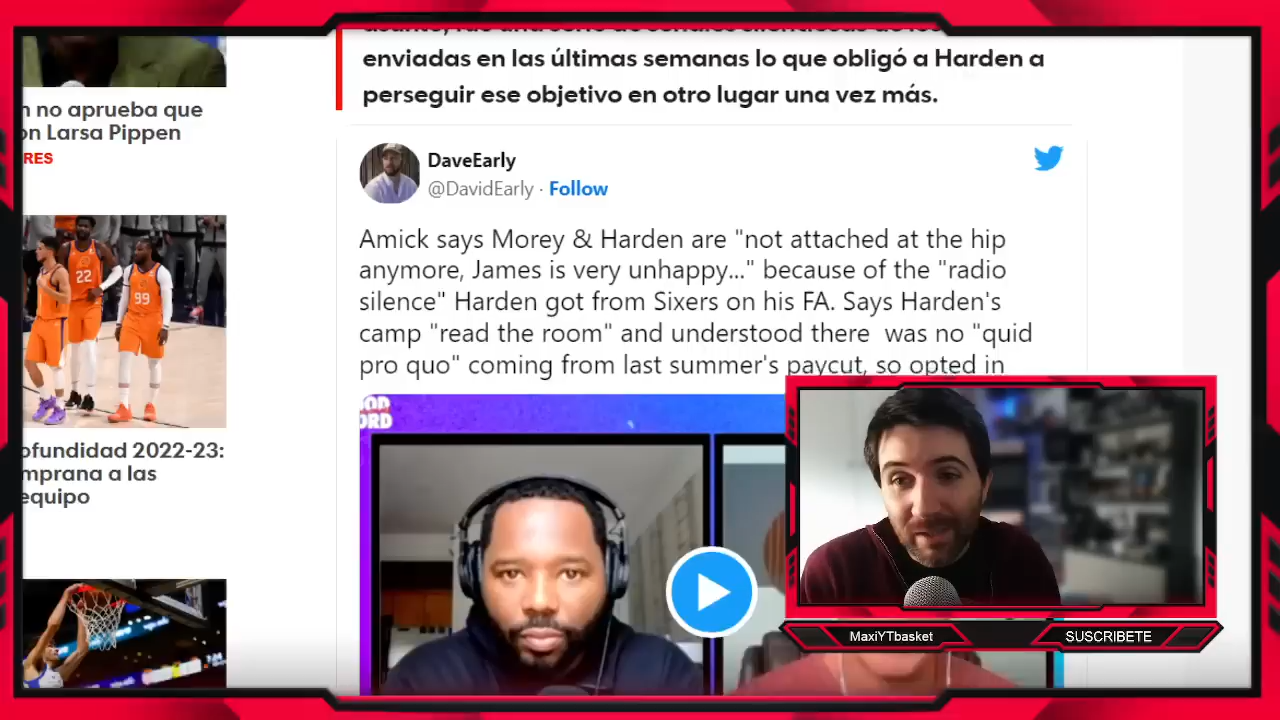 enviadas en las últimas semanas lo que obligó a Harden a
perseguir ese objetivo en otro lugar una vez más.
n no aprueba que
on Larsa Pippen
RES
DaveEarly
@DavidEarly · Follow
Amick says Morey & Harden are "not attached at the hip
anymore, James is very unhappy..." because of the "radio
silence" Harden got from Sixers on his FA. Says Harden's
camp "read the room" and understood there was no "quid
pro quo" coming from last summer's paycut, so opted in
22
99
ofundidad 2022-23:
mprana a las
equipo
MaxiYTbasket
SUSCRIBETE